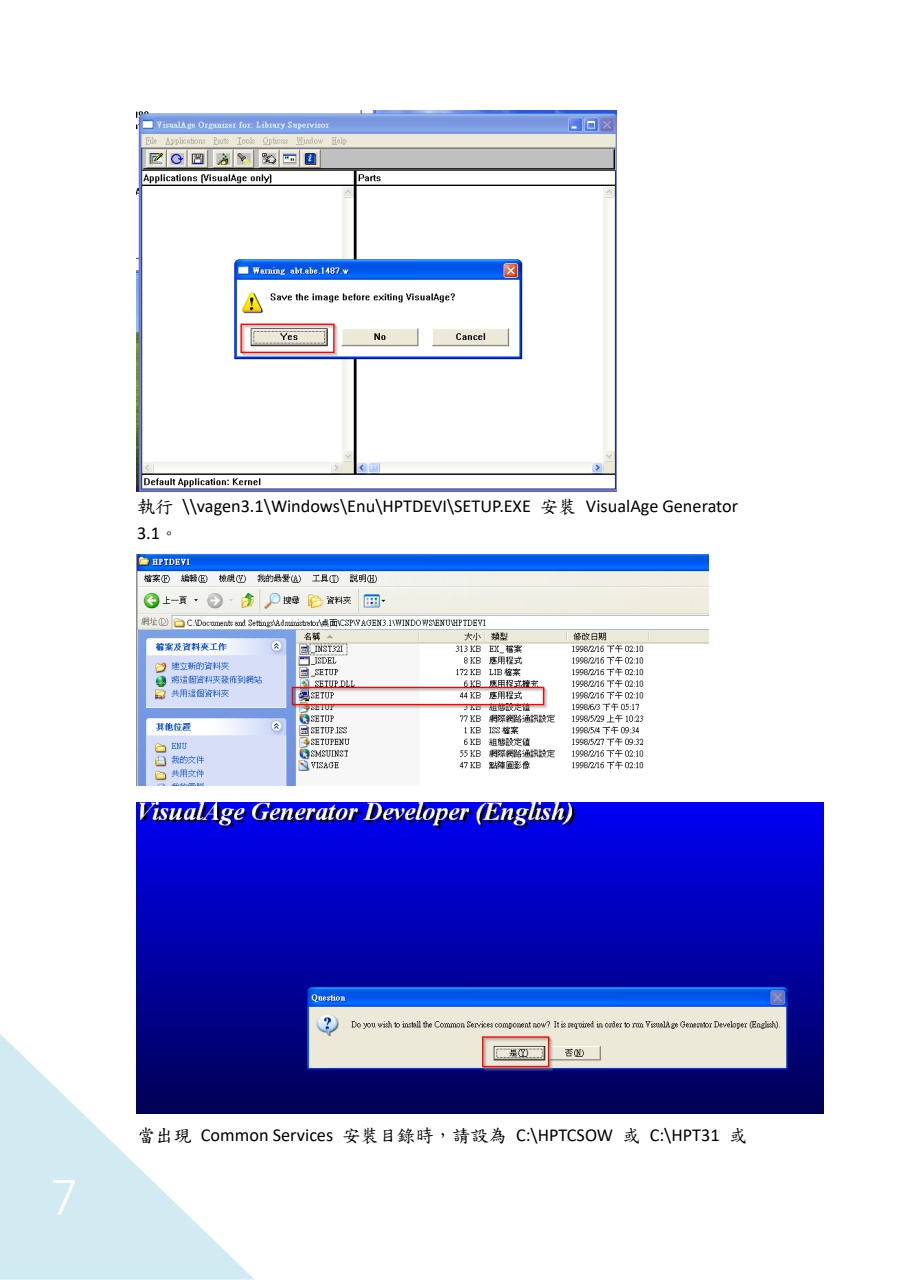 VisualAge Organizer for: Library Supervisor
File Applications Parts Tools Options Window Help
Applications (VisualAge only)
Parts
Warning abt.abe.1487.w
Save the image before exiting VisualAge?
Yes No Cancel
Default Application: Kernel
執行 \\vagen3.1\Windows\Enu\HPTDEVI\SETUP.EXE 安裝 VisualAge Generator
3.1。
HPTDEVI
檔案(F) 編輯(E) 檢視(V) 我的最愛(A) 工具(T) 說明(H)
上一頁 搜尋 資料夾
網址(D) C:\Documents and Settings\Administrator\桌面\CSP\VAGEN3.1\WINDOWS\ENU\HPTDEVI
檔案及資料夾工作
建立新的資料夾
將這個資料夾發佈到網站
共用這個資料夾
其他位置
ENU
我的文件
共用文件
名稱 大小 類型 修改日期
_INST32I 313 KB EX_ 檔案 1998/2/16 下午 02:10
_ISDEL 8 KB 應用程式 1998/2/16 下午 02:10
_SETUP 172 KB LIB 檔案 1998/2/16 下午 02:10
_SETUP.DLL 6 KB 應用程式擴充 1998/2/16 下午 02:10
SETUP 44 KB 應用程式 1998/2/16 下午 02:10
SETUP 3 KB 組態設定值 1998/6/3 下午 05:17
SETUP 77 KB 網際網路通訊設定 1998/5/29 上午 10:23
SETUP.ISS 1 KB ISS 檔案 1998/5/4 下午 09:34
SETUPENU 6 KB 組態設定值 1998/5/27 下午 09:32
SMSUINST 55 KB 網際網路通訊設定 1998/2/16 下午 02:10
VISAGE 47 KB 點陣圖影像 1998/2/16 下午 02:10
VisualAge Generator Developer (English)
Question
Do you wish to install the Common Services component now? It is required in order to run VisualAge Generator Developer (English).
是(Y) 否(N)
當出現 Common Services 安裝目錄時，請設為 C:\HPTCSOW 或 C:\HPT31 或
7